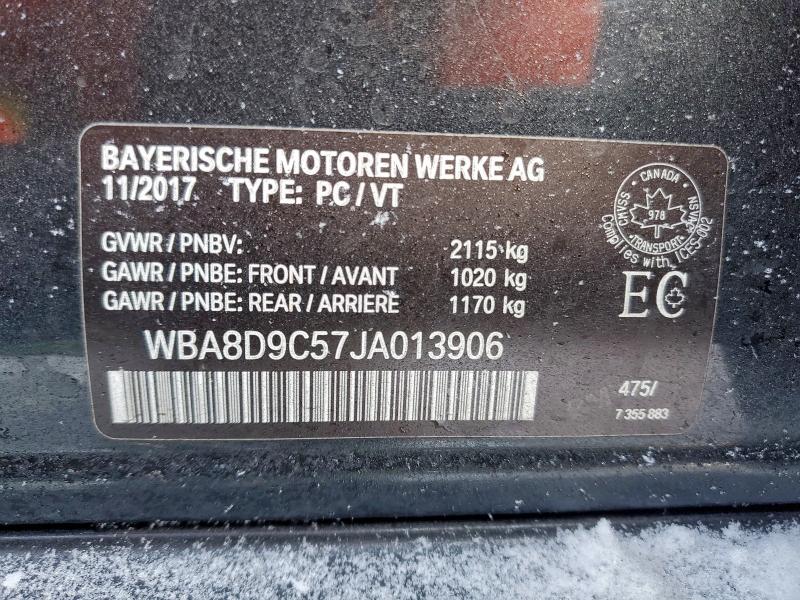 BAYERISCHE MOTOREN WERKE AG
11/2017 TYPE: PC / VT
GVWR / PNBV: 2115 kg
GAWR / PNBE: FRONT / AVANT 1020 kg
GAWR / PNBE: REAR / ARRIERE 1170 kg
WBA8D9C57JA013906
CANADA
CMVSS
NSVAC
978
TRANSPORT
Complies with ICES-002
EC
475/
7 355 883